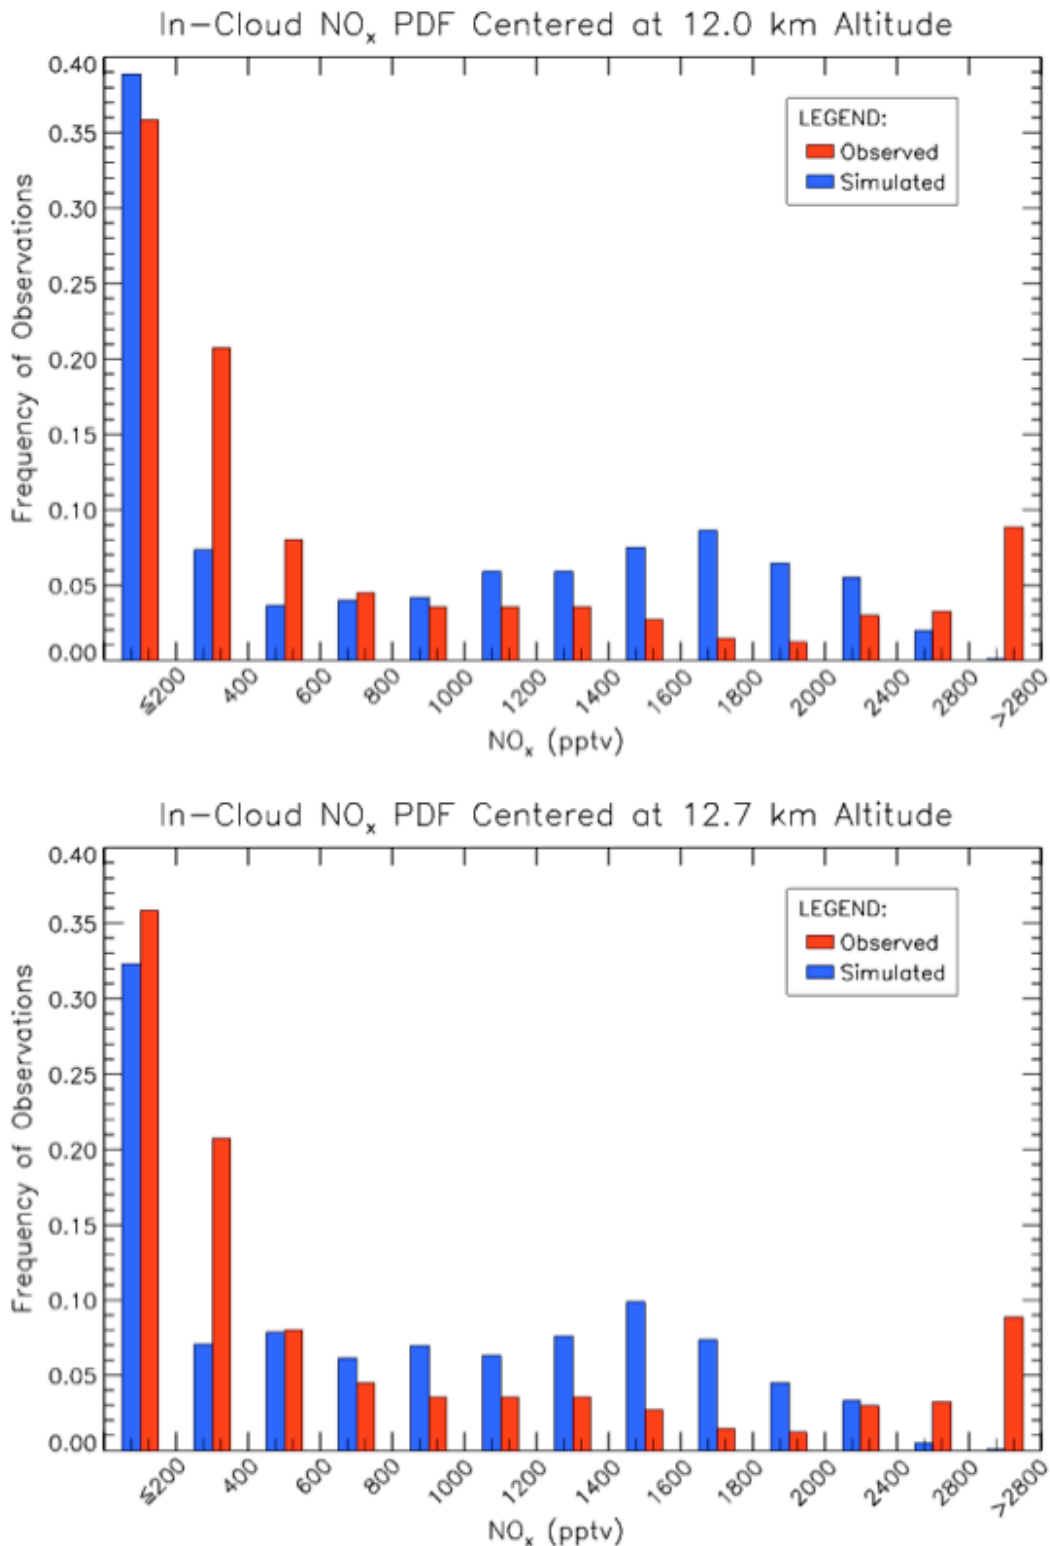 In-Cloud NOx PDF Centered at 12.0 km Altitude
0.40
0.35
0.30
0.25
0.20
0.15
0.10
0.05
0.00
Frequency of Observations
LEGEND:
Observed
Simulated
≤200 400 600 800 1000 1200 1400 1600 1800 2000 2400 2800 >2800
NOx (pptv)
In-Cloud NOx PDF Centered at 12.7 km Altitude
0.40
0.35
0.30
0.25
0.20
0.15
0.10
0.05
0.00
Frequency of Observations
LEGEND:
Observed
Simulated
≤200 400 600 800 1000 1200 1400 1600 1800 2000 2400 2800 >2800
NOx (pptv)